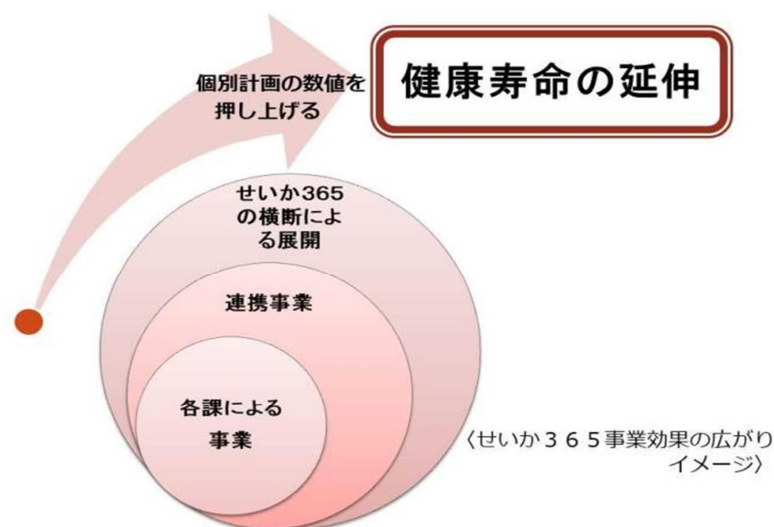 個別計画の数値を
押し上げる
健康寿命の延伸
せいか365
の横断によ
る展開
連携事業
各課による
事業
〈せいか３６５事業効果の広がり
イメージ〉